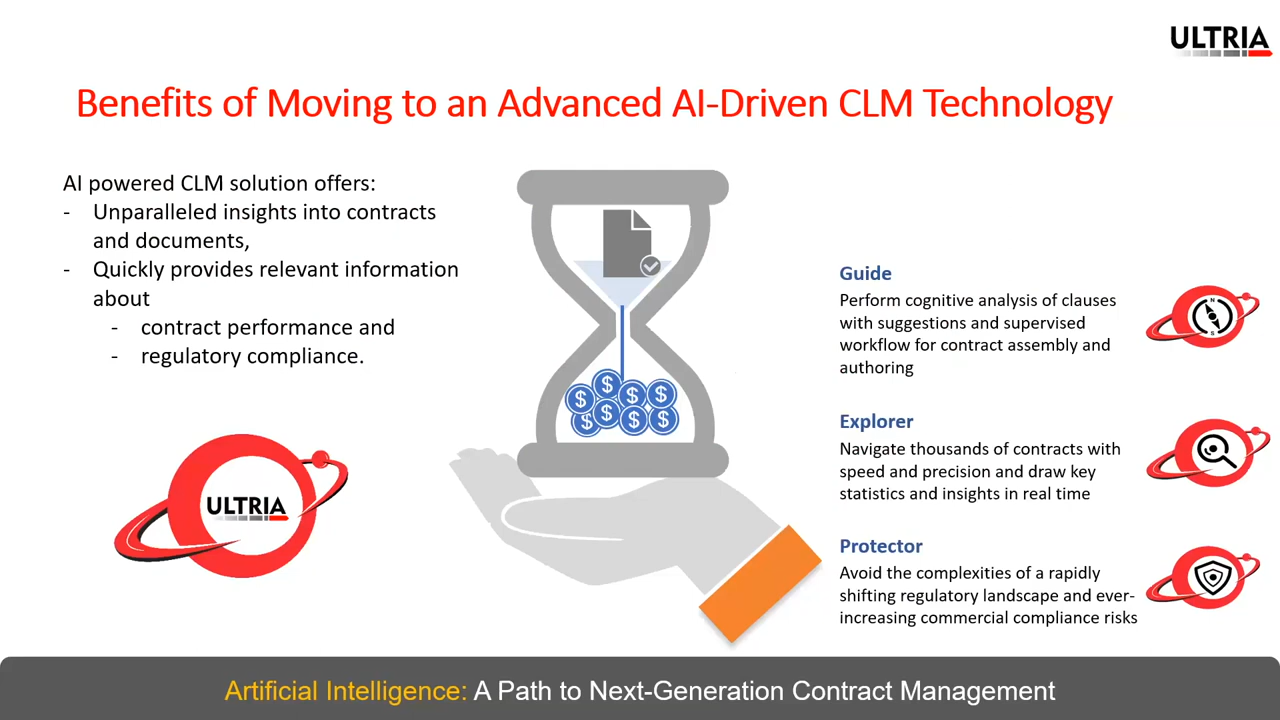 ULTRIA
Benefits of Moving to an Advanced AI-Driven CLM Technology
AI powered CLM solution offers:
- Unparalleled insights into contracts
and documents,
- Quickly provides relevant information
about
- contract performance and
- regulatory compliance.
ULTRIA
$ $ $ $
$ $ $ $
Guide
Perform cognitive analysis of clauses
with suggestions and supervised
workflow for contract assembly and
authoring
N
S
Explorer
Navigate thousands of contracts with
speed and precision and draw key
statistics and insights in real time
Protector
Avoid the complexities of a rapidly
shifting regulatory landscape and ever-
increasing commercial compliance risks
Artificial Intelligence: A Path to Next-Generation Contract Management